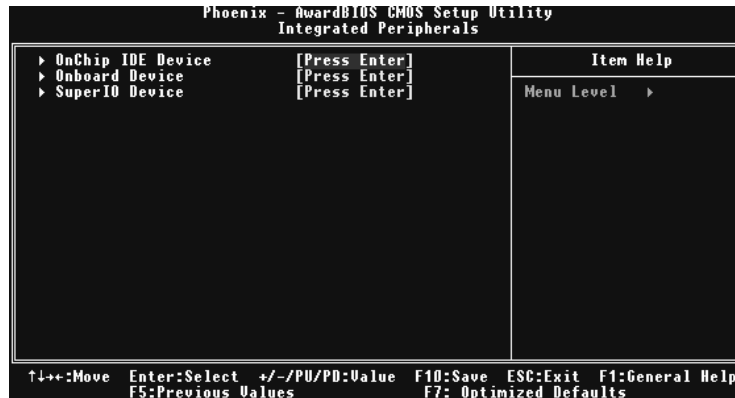 Phoenix - AwardBIOS CMOS Setup Utility
Integrated Peripherals
▸ OnChip IDE Device [Press Enter]
▸ Onboard Device [Press Enter]
▸ SuperIO Device [Press Enter]
Item Help
Menu Level ▸
↑↓→←:Move Enter:Select +/-/PU/PD:Value F10:Save ESC:Exit F1:General Help
F5:Previous Values F7: Optimized Defaults